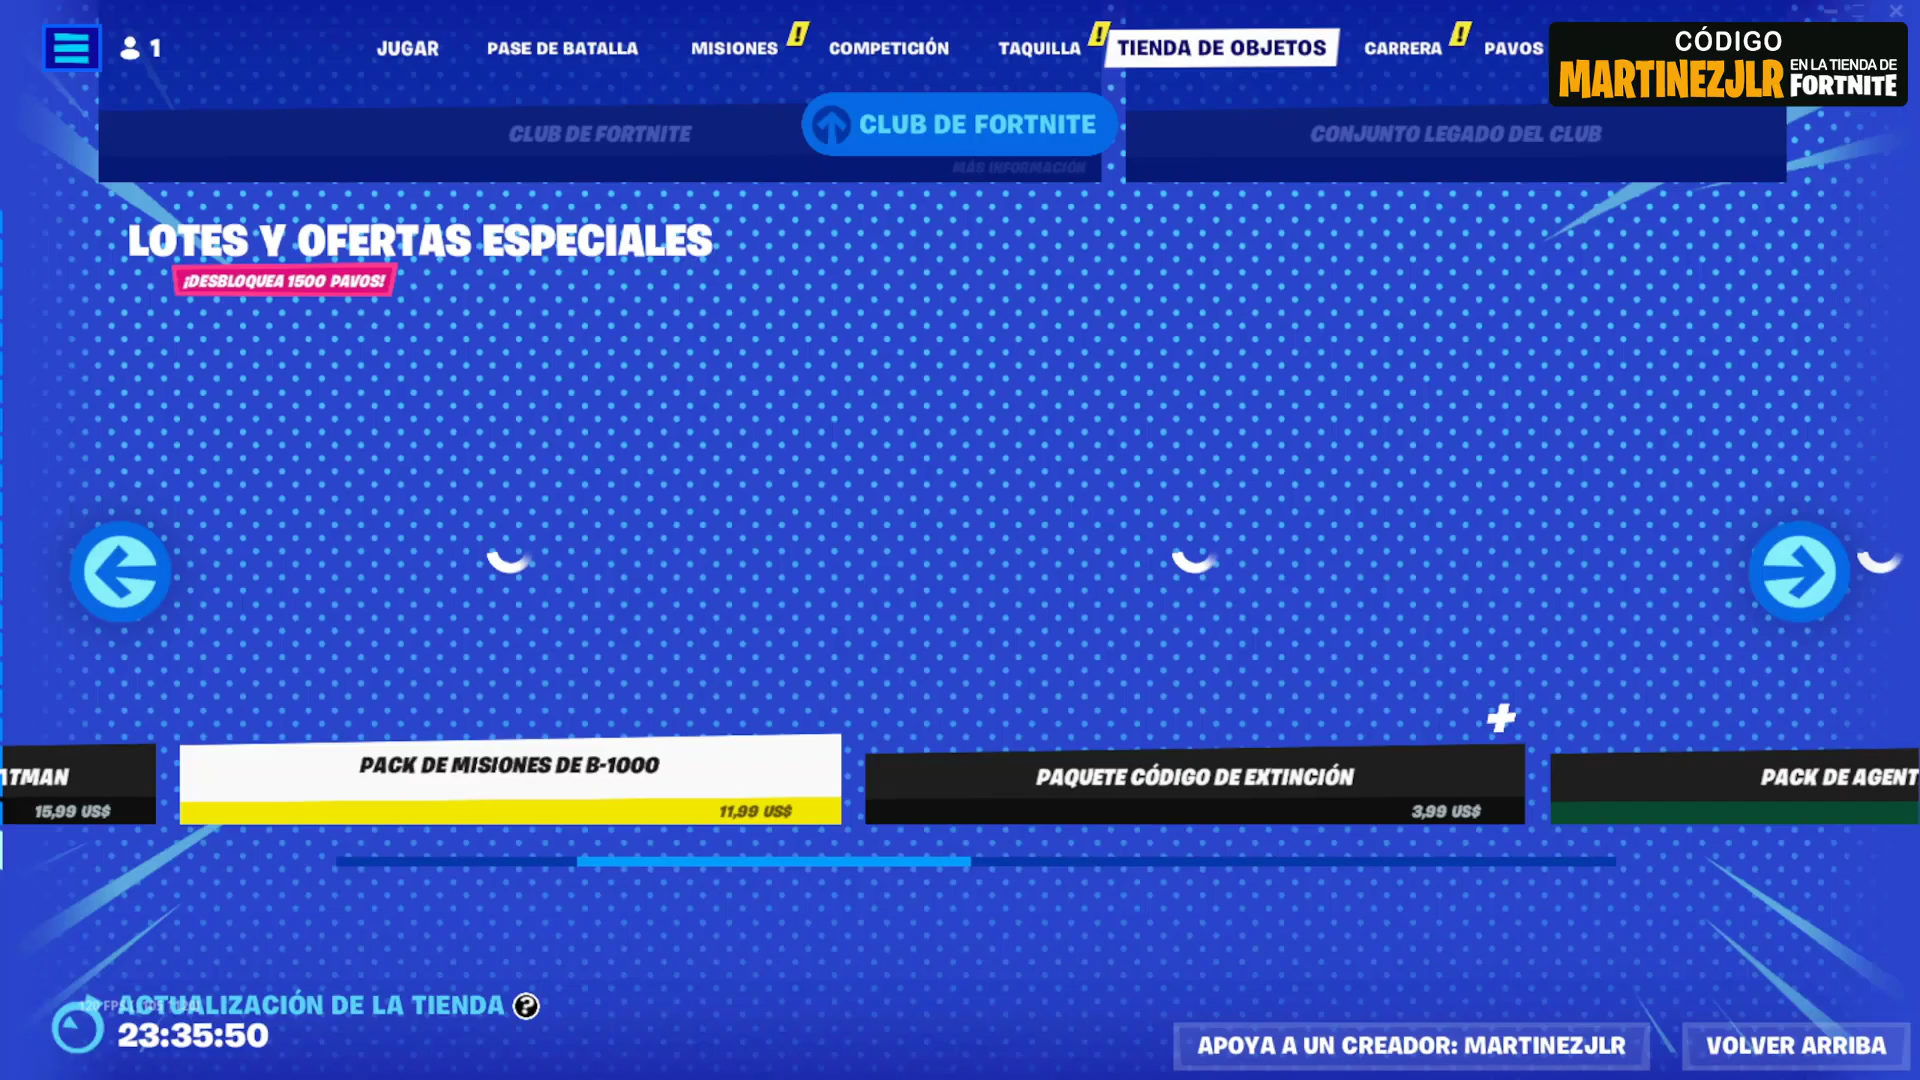 1
JUGAR
PASE DE BATALLA
MISIONES
COMPETICIÓN
TAQUILLA
TIENDA DE OBJETOS
CARRERA
PAVOS
CÓDIGO
MARTINEZJLR
EN LA TIENDA DE
FORTNITE
CLUB DE FORTNITE
CLUB DE FORTNITE
CONJUNTO LEGADO DEL CLUB
MÁS INFORMACIÓN
LOTES Y OFERTAS ESPECIALES
¡DESBLOQUEA 1500 PAVOS!
ATMAN
15,99 US$
PACK DE MISIONES DE B-1000
11,99 US$
PAQUETE CÓDIGO DE EXTINCIÓN
3,99 US$
PACK DE AGENT
ACTUALIZACIÓN DE LA TIENDA ?
23:35:50
APOYA A UN CREADOR: MARTINEZJLR
VOLVER ARRIBA